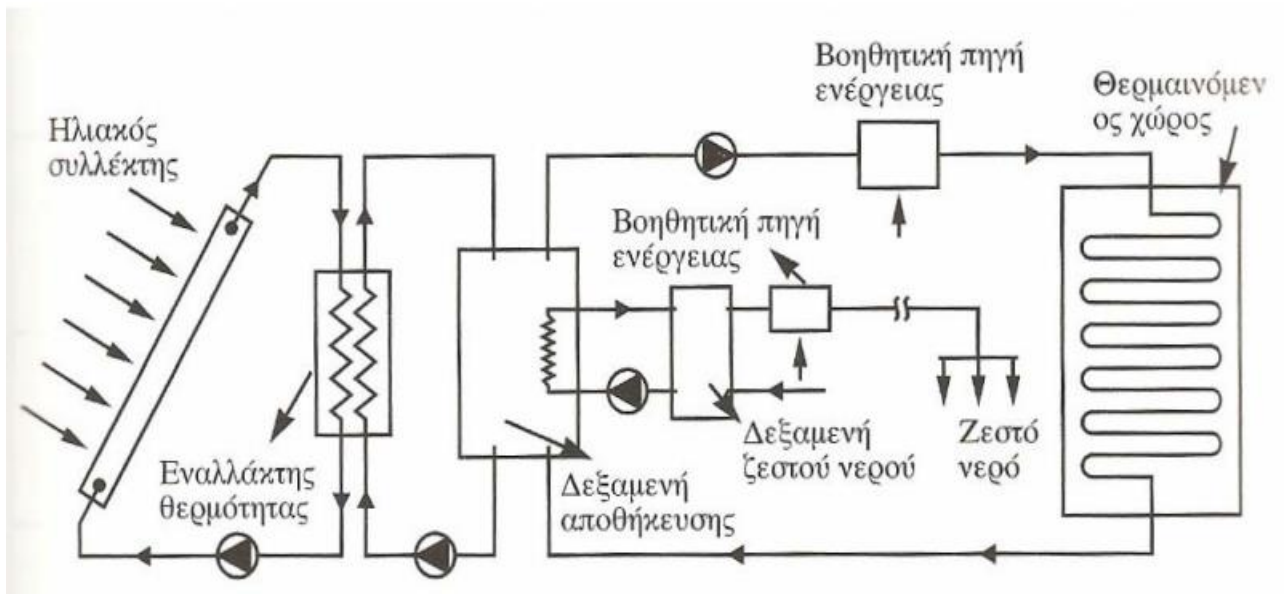 Ηλιακός
συλλέκτης
Βοηθητική πηγή
ενέργειας
Θερμαινόμεν
ος χώρος
Βοηθητική πηγή
ενέργειας
Εναλλάκτης
θερμότητας
Δεξαμενή
αποθήκευσης
Δεξαμενή
ζεστού νερού
Ζεστό
νερό